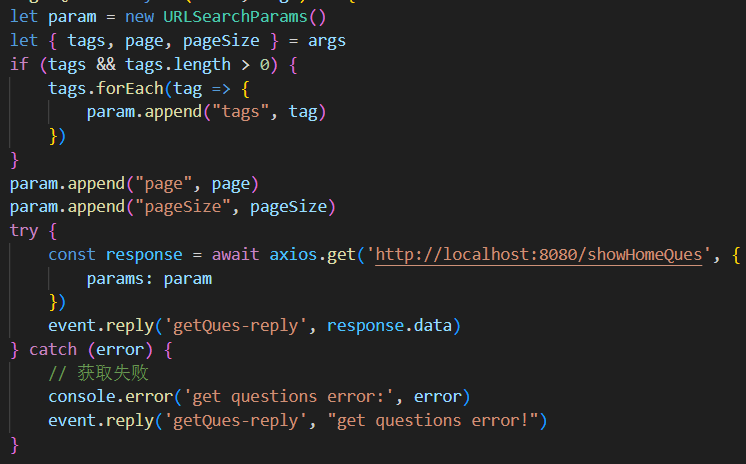 let param = new URLSearchParams()
let { tags, page, pageSize } = args
if (tags && tags.length > 0) {
tags.forEach(tag => {
param.append("tags", tag)
})
}
param.append("page", page)
param.append("pageSize", pageSize)
try {
const response = await axios.get('http://localhost:8080/showHomeQues', {
params: param
})
event.reply('getQues-reply', response.data)
} catch (error) {
// 获取失败
console.error('get questions error:', error)
event.reply('getQues-reply', "get questions error!")
}